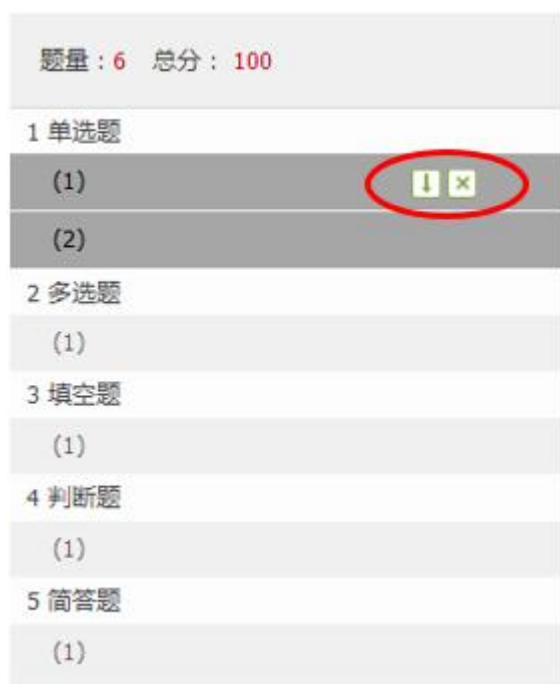 题量：6 总分： 100
1 单选题
(1)
(2)
2 多选题
(1)
3 填空题
(1)
4 判断题
(1)
5 简答题
(1)